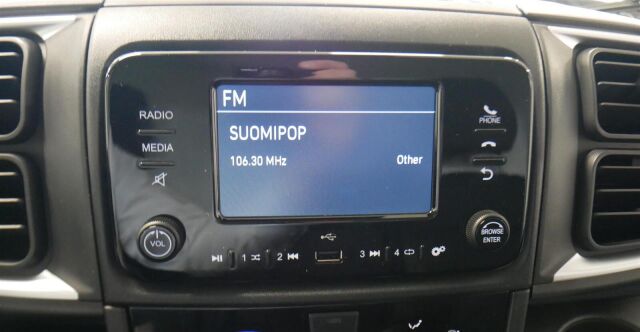 FM
RADIO
PHONE
SUOMIPOP
MEDIA
106.30 MHz Other
VOL
BROWSE
ENTER
1 2 3 4